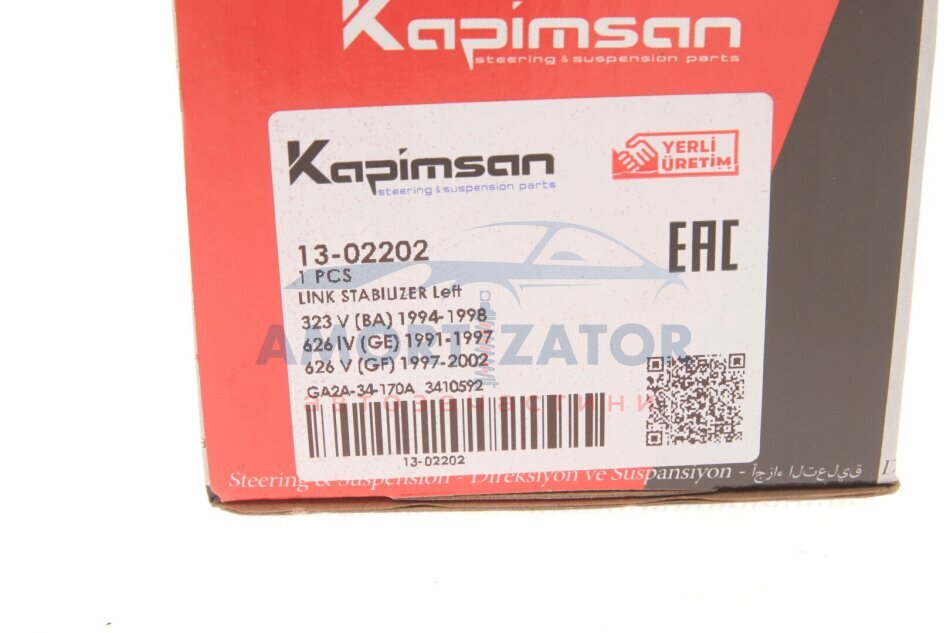 Kapimsan
steering & suspension parts
Kapimsan
steering & suspension parts
YERLİ
ÜRETİM
EAC
13-02202
1 PCS
LINK STABILIZER Left
323 V (BA) 1994-1998
626 IV (GE) 1991-1997
626 V (GF) 1997-2002
AMORTIZATOR
GA2A-34-170A 3410592
автозапчастини
13-02202
Steering & Suspension - Direksiyon ve Suspansiyon - أجزاء التعليق